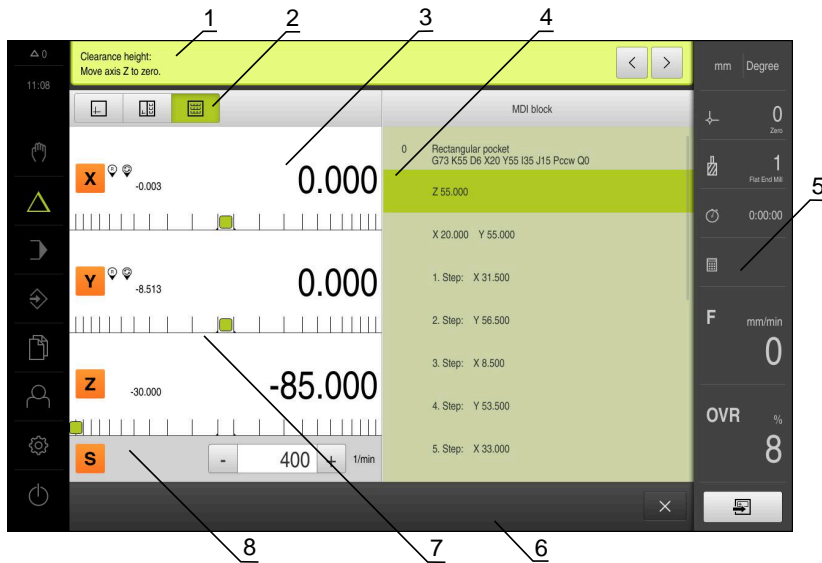 1
2
3
4
0
11:08
Clearance height:
Move axis Z to zero.
< >
mm Degree
MDI block
0
Zero
X
R
-0.003
0.000
0 Rectangular pocket
G73 K55 D6 X20 Y55 I35 J15 Pccw Q0
Z 55.000
1
Flat End Mill
5
0:00:00
X 20.000 Y 55.000
Y
R
-8.513
0.000
1. Step: X 31.500
2. Step: Y 56.500
F mm/min
0
Z
-30.000
-85.000
3. Step: X 8.500
4. Step: Y 53.500
OVR %
8
S
- 400 + 1/min
5. Step: X 33.000
8
7
6